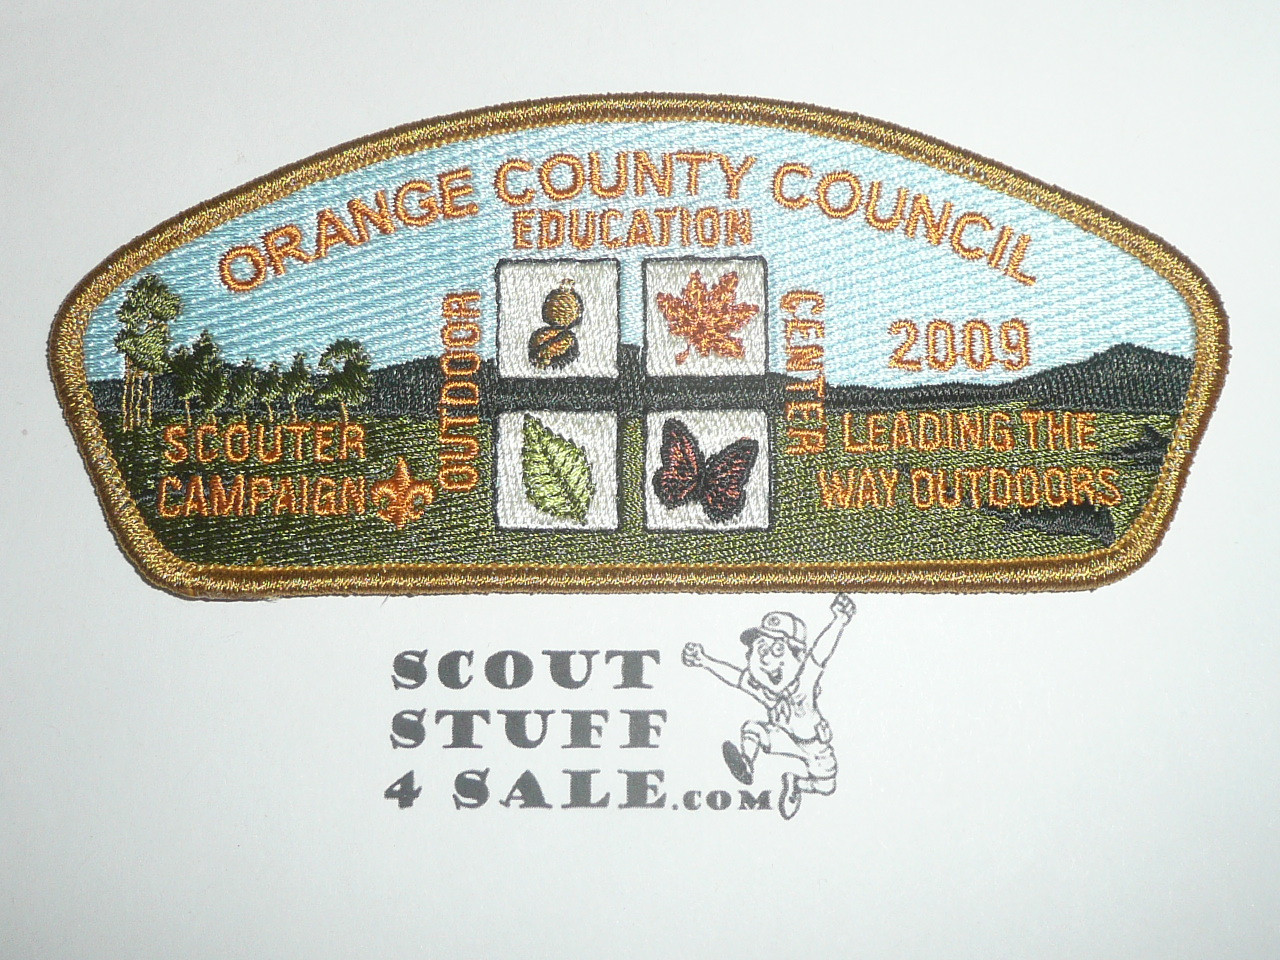 ORANGE COUNTY COUNCIL
OUTDOOR
EDUCATION
CENTER
2009
SCOUTER
CAMPAIGN
LEADING THE
WAY OUTDOORS
SCOUT
STUFF
4 SALE.COM